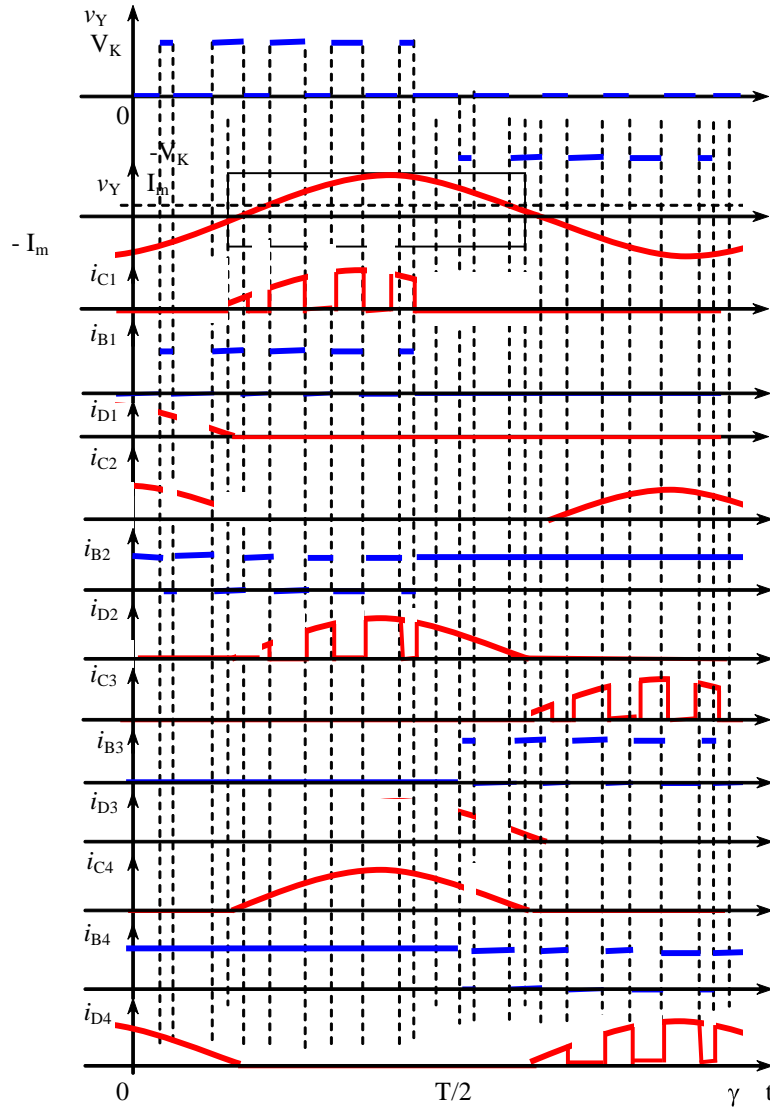 vY
VK
0
-VK
vY
Im
- Im
iC1
iB1
iD1
iC2
iB2
iD2
iC3
iB3
iD3
iC4
iB4
iD4
0 T/2 γ t